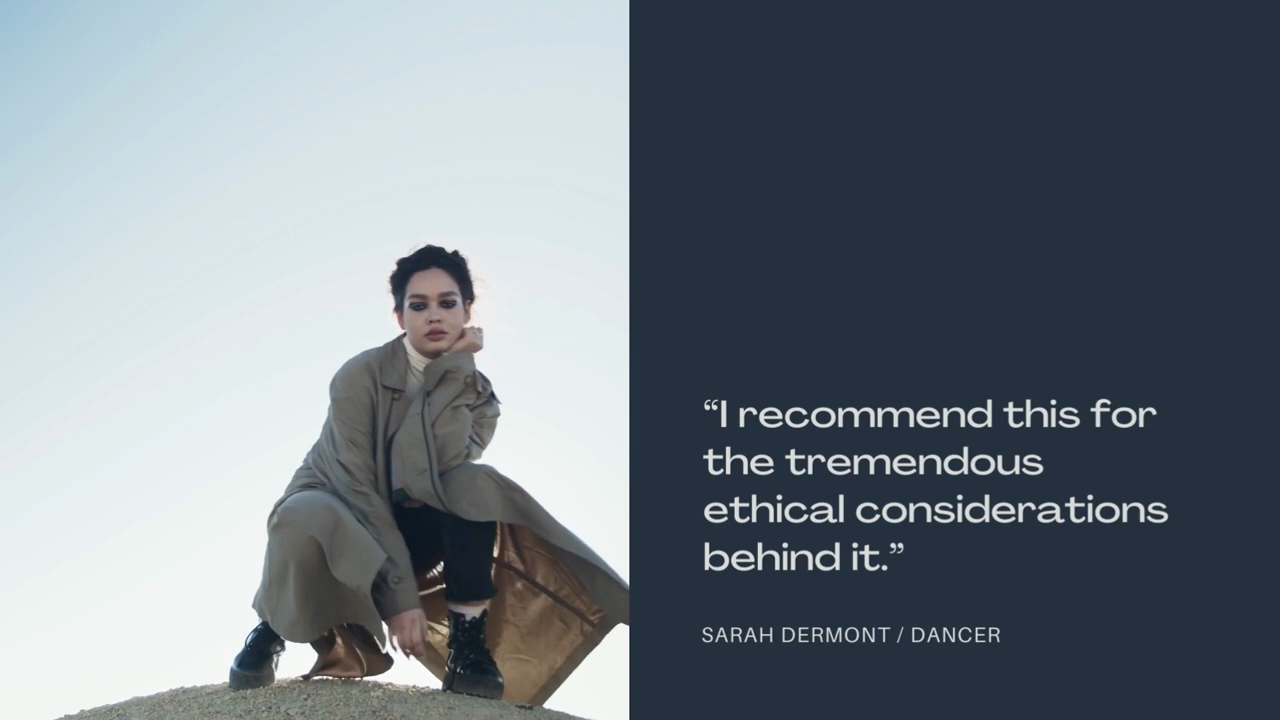 “I recommend this for
the tremendous
ethical considerations
behind it.”
SARAH DERMONT / DANCER